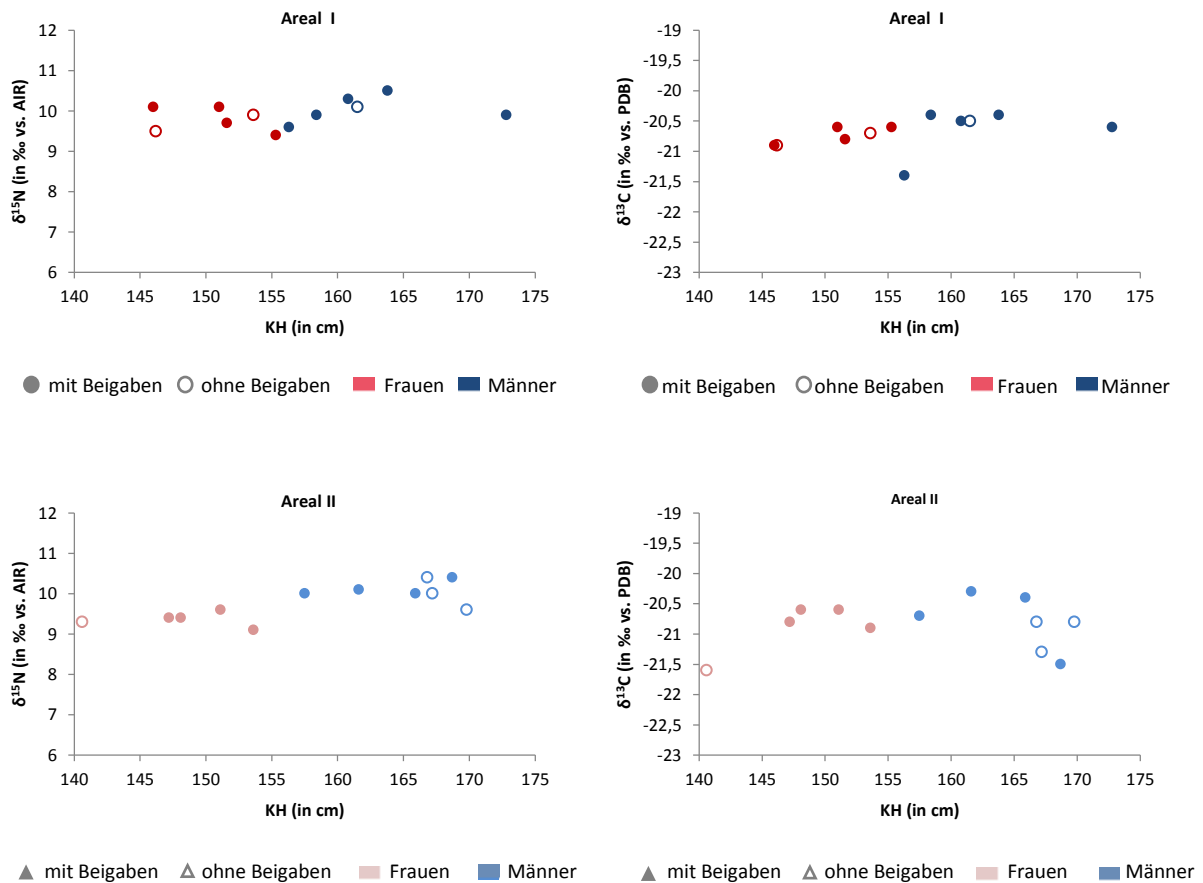 Areal I
12
11
10
9
8
7
6
δ¹⁵N (in ‰ vs. AIR)
140 145 150 155 160 165 170 175
KH (in cm)
mit Beigaben ohne Beigaben Frauen Männer
Areal I
-19
-19,5
-20
-20,5
-21
-21,5
-22
-22,5
-23
δ¹³C (in ‰ vs. PDB)
140 145 150 155 160 165 170 175
KH (in cm)
mit Beigaben ohne Beigaben Frauen Männer
Areal II
12
11
10
9
8
7
6
δ¹⁵N (in ‰ vs. AIR)
140 145 150 155 160 165 170 175
KH (in cm)
mit Beigaben ohne Beigaben Frauen Männer
Areal II
-19
-19,5
-20
-20,5
-21
-21,5
-22
-22,5
-23
δ¹³C (in ‰ vs. PDB)
140 145 150 155 160 165 170 175
KH (in cm)
mit Beigaben ohne Beigaben Frauen Männer